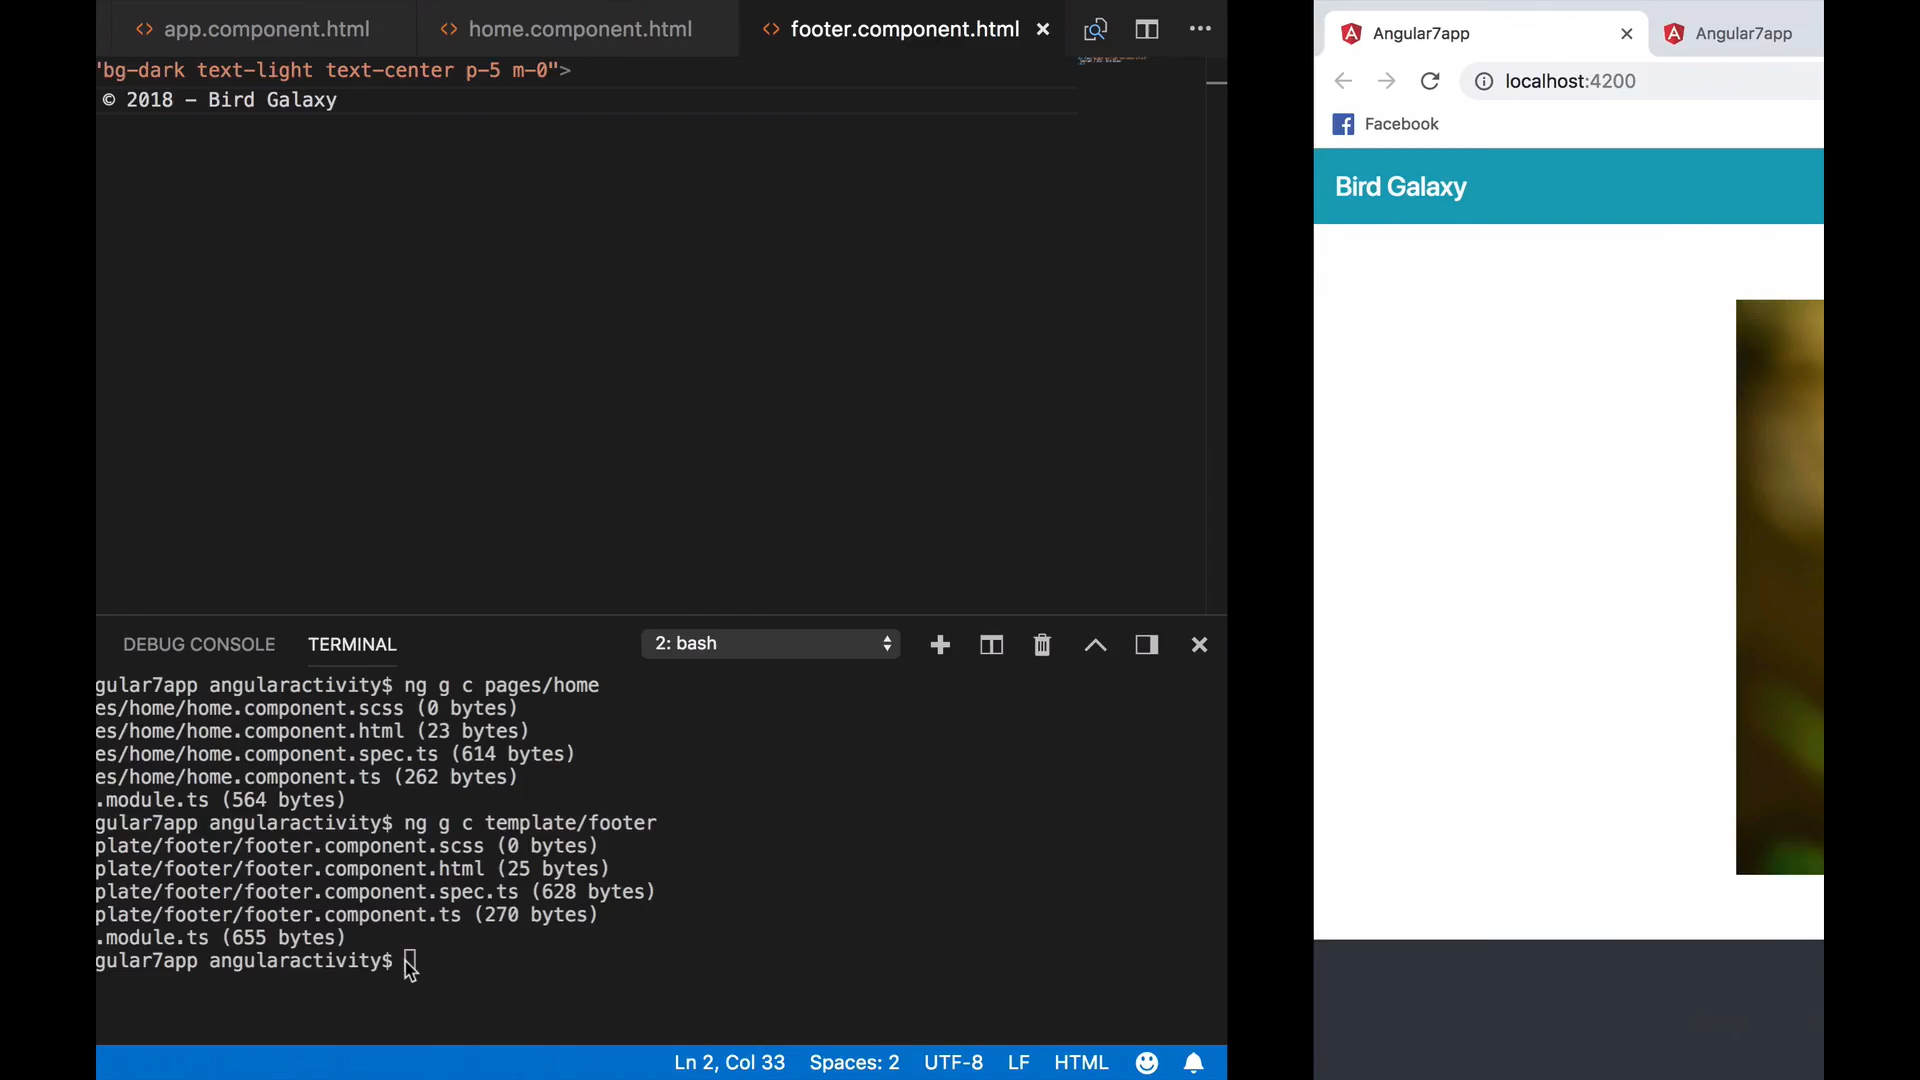 app.component.html
home.component.html
footer.component.html
"bg-dark text-light text-center p-5 m-0">
© 2018 - Bird Galaxy
DEBUG CONSOLE
TERMINAL
2: bash
gular7app angularactivity$ ng g c pages/home
es/home/home.component.scss (0 bytes)
es/home/home.component.html (23 bytes)
es/home/home.component.spec.ts (614 bytes)
es/home/home.component.ts (262 bytes)
.module.ts (564 bytes)
gular7app angularactivity$ ng g c template/footer
plate/footer/footer.component.scss (0 bytes)
plate/footer/footer.component.html (25 bytes)
plate/footer/footer.component.spec.ts (628 bytes)
plate/footer/footer.component.ts (270 bytes)
.module.ts (655 bytes)
gular7app angularactivity$
Ln 2, Col 33
Spaces: 2
UTF-8
LF
HTML
Angular7app
Angular7app
localhost:4200
Facebook
Bird Galaxy